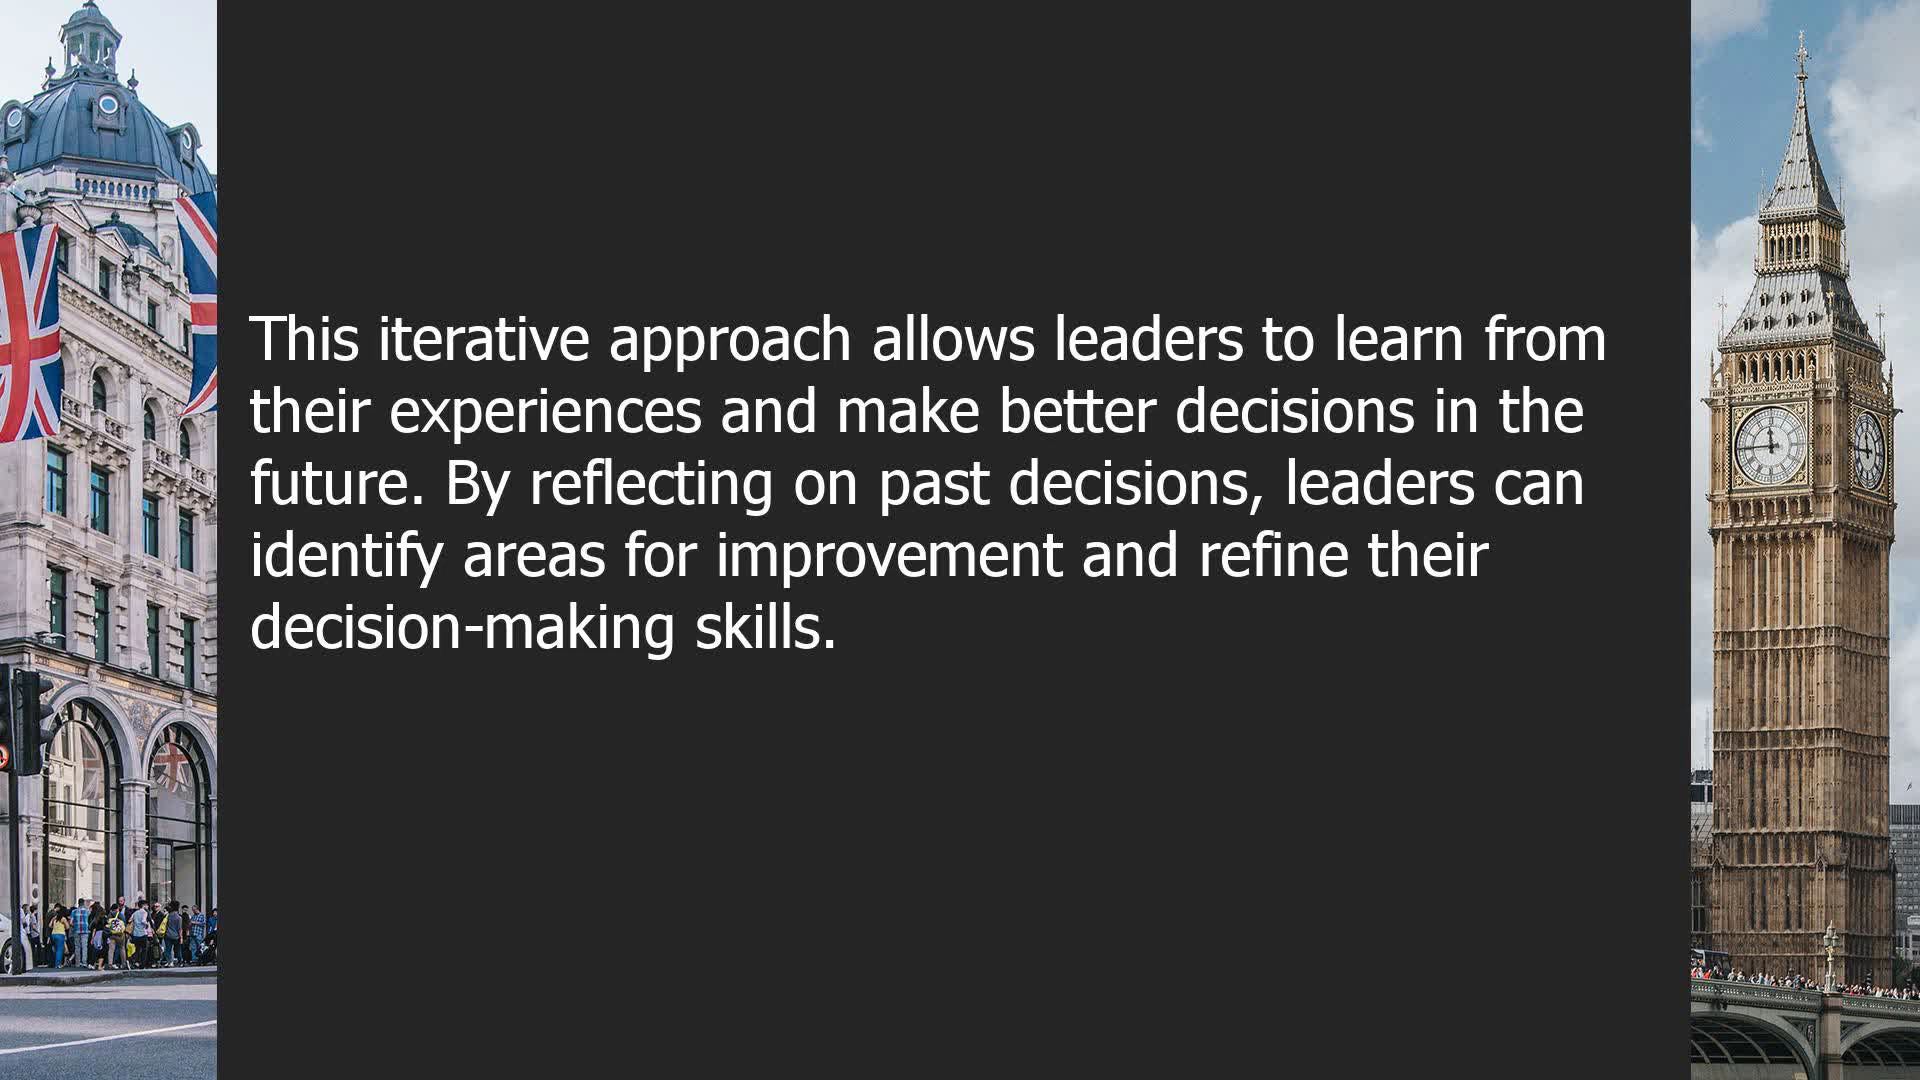 This iterative approach allows leaders to learn from
their experiences and make better decisions in the
future. By reflecting on past decisions, leaders can
identify areas for improvement and refine their
decision-making skills.